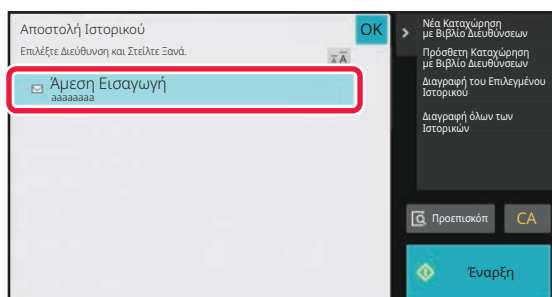 Αποστολή Ιστορικού
OK
Επιλέξτε Διεύθυνση και Στείλτε Ξανά.
Άμεση Εισαγωγή
aaaaaaaa
Νέα Καταχώρηση
με Βιβλίο Διευθύνσεων
Πρόσθετη Καταχώρηση
με Βιβλίο Διευθύνσεων
Διαγραφή του Επιλεγμένου
Ιστορικού
Διαγραφή όλων των
Ιστορικών
Προεπισκόπ
CA
Έναρξη